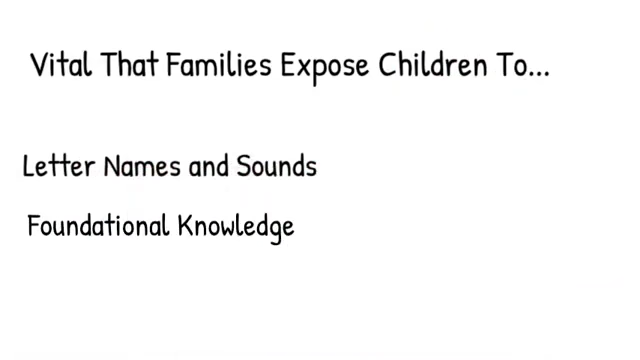 Vital That Families Expose Children To...
Letter Names and Sounds
Foundational Knowledge